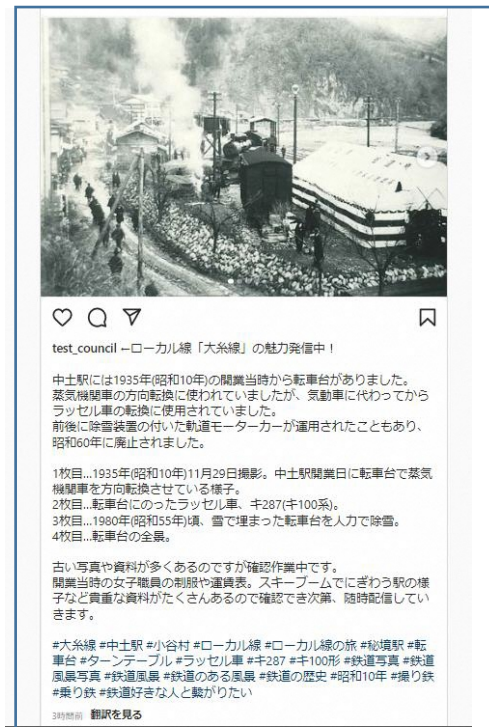 test_council ←ローカル線「大糸線」の魅力発信中！
中土駅には1935年(昭和10年)の開業当時から転車台がありました。
蒸気機関車の方向転換に使われていましたが、気動車に代わってから
ラッセル車の転換に使用されていました。
前後に除雪装置の付いた軌道モーターカーが運用されたこともあり、
昭和60年に廃止されました。
1枚目...1935年(昭和10年)11月29日撮影。中土駅開業日に転車台で蒸気
機関車を方向転換させている様子。
2枚目...転車台にのったラッセル車、キ287(キ100系)。
3枚目...1980年(昭和55年)頃、雪で埋まった転車台を人力で除雪。
4枚目...転車台の全景。
古い写真や資料が多くあるのですが確認作業中です。
開業当時の女子職員の制服や運賃表。スキーブームでにぎわう駅の様
子など貴重な資料がたくさんあるので確認でき次第、随時配信してい
きます。
#大糸線 #中土駅 #小谷村 #ローカル線 #ローカル線の旅 #秘境駅 #転
車台 #ターンテーブル #ラッセル車 #キ287 #キ100形 #鉄道写真 #鉄道
風景写真 #鉄道風景 #鉄道のある風景 #鉄道の歴史 #昭和10年 #撮り鉄
#乗り鉄 #鉄道好きな人と繋がりたい
3時間前 翻訳を見る